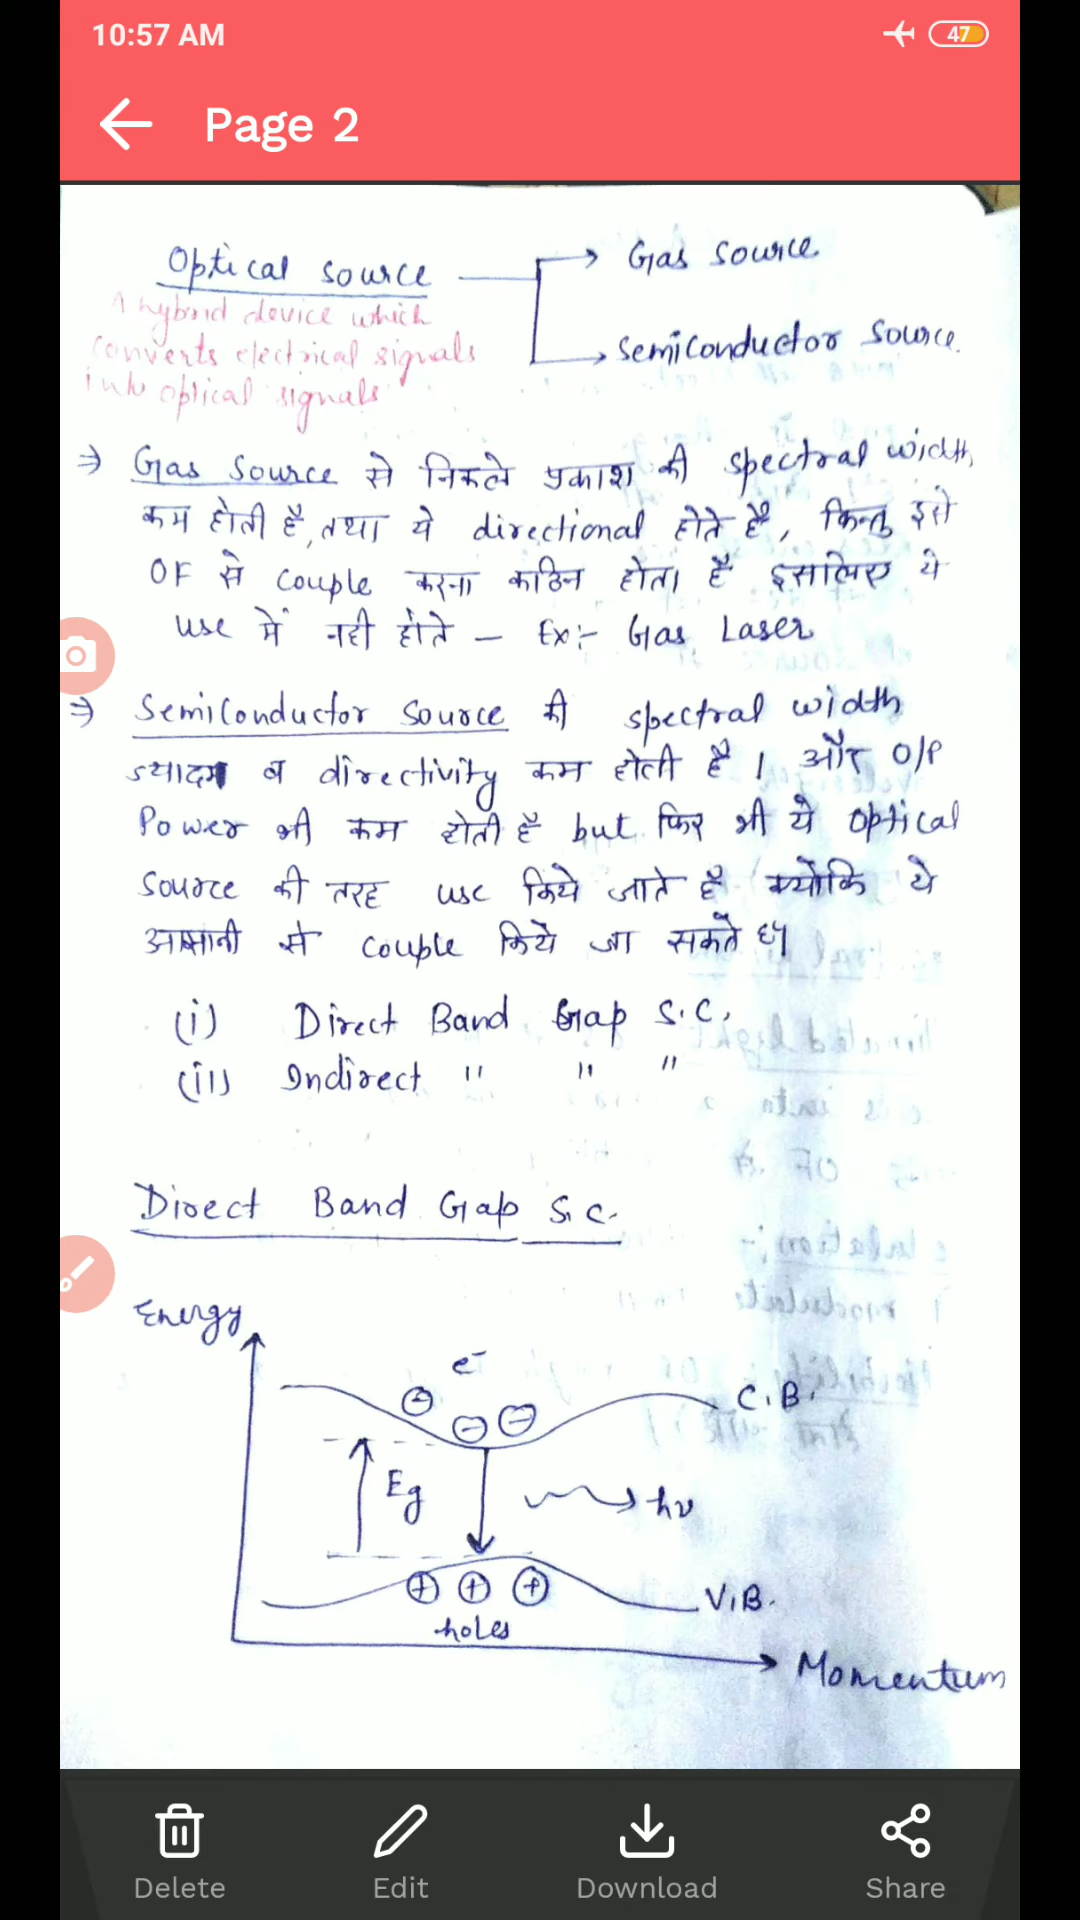 10:57 AM
47
Page 2
Optical source
Gas source
A hybrid device which
converts electrical signals
into optical signals
Semiconductor source.
⇒ Gas Source से निकले प्रकाश की spectral width
कम होती है, तथा ये directional होते है, किन्तु इसे
OF से couple करना कठिन होता है इसलिए ये
use में नही होते - Ex:- Gas Laser
⇒ Semiconductor source की spectral width
ज्यादा व directivity कम होती है । और O/P
Power भी कम होती है but फिर भी ये optical
source की तरह use किये जाते है क्योकि ये
आसानी से couple किये जा सकते है।
(i) Direct Band Gap S.C.
(ii) Indirect " " "
Direct Band Gap S.C.
Energy
e-
C.B.
Eg
hν
V.B.
holes
Momentum
Delete
Edit
Download
Share